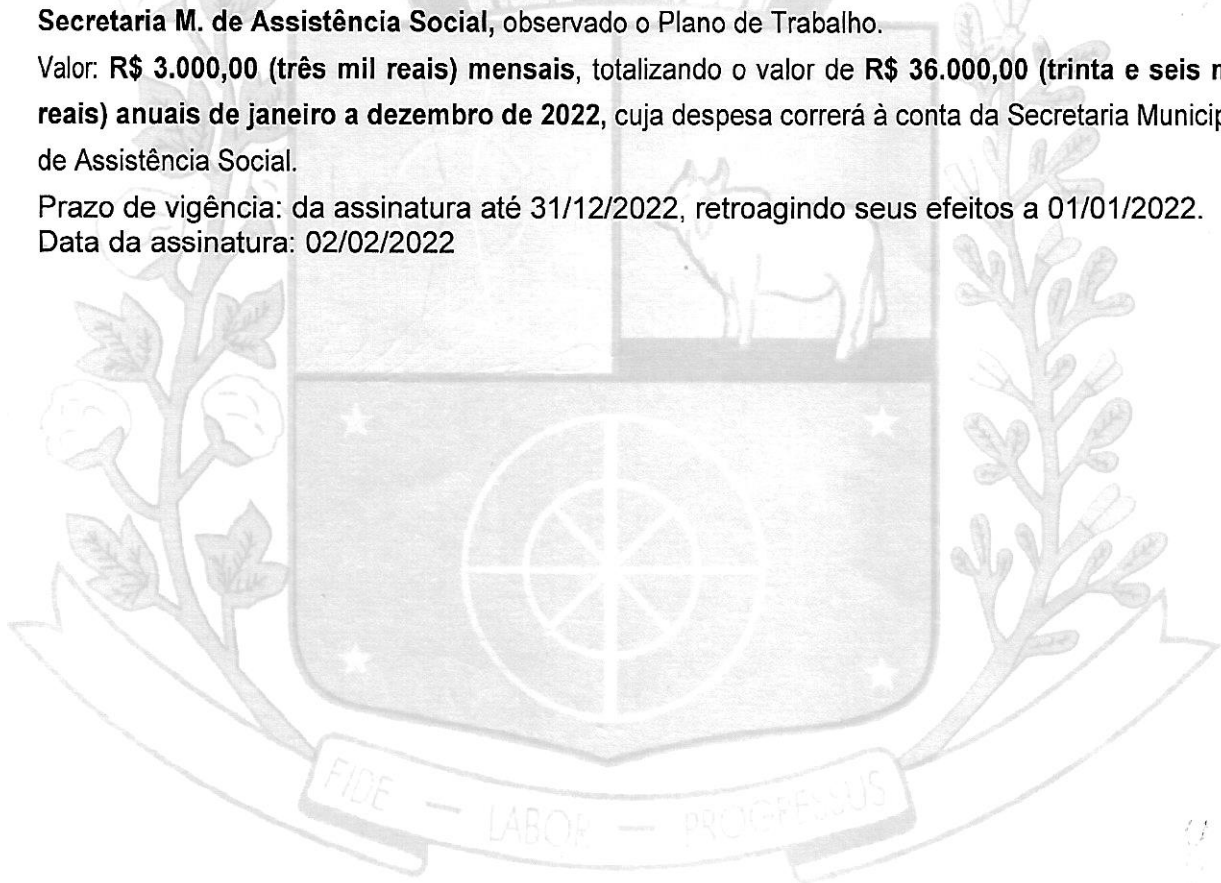 Secretaria M. de Assistência Social, observado o Plano de Trabalho.
Valor: R$ 3.000,00 (três mil reais) mensais, totalizando o valor de R$ 36.000,00 (trinta e seis
reais) anuais de janeiro a dezembro de 2022, cuja despesa correrá à conta da Secretaria
de Assistência Social.
Prazo de vigência: da assinatura até 31/12/2022, retroagindo seus efeitos a 01/01/2022.
Data da assinatura: 02/02/2022
FIDE — LABOR — PROGRESSUS